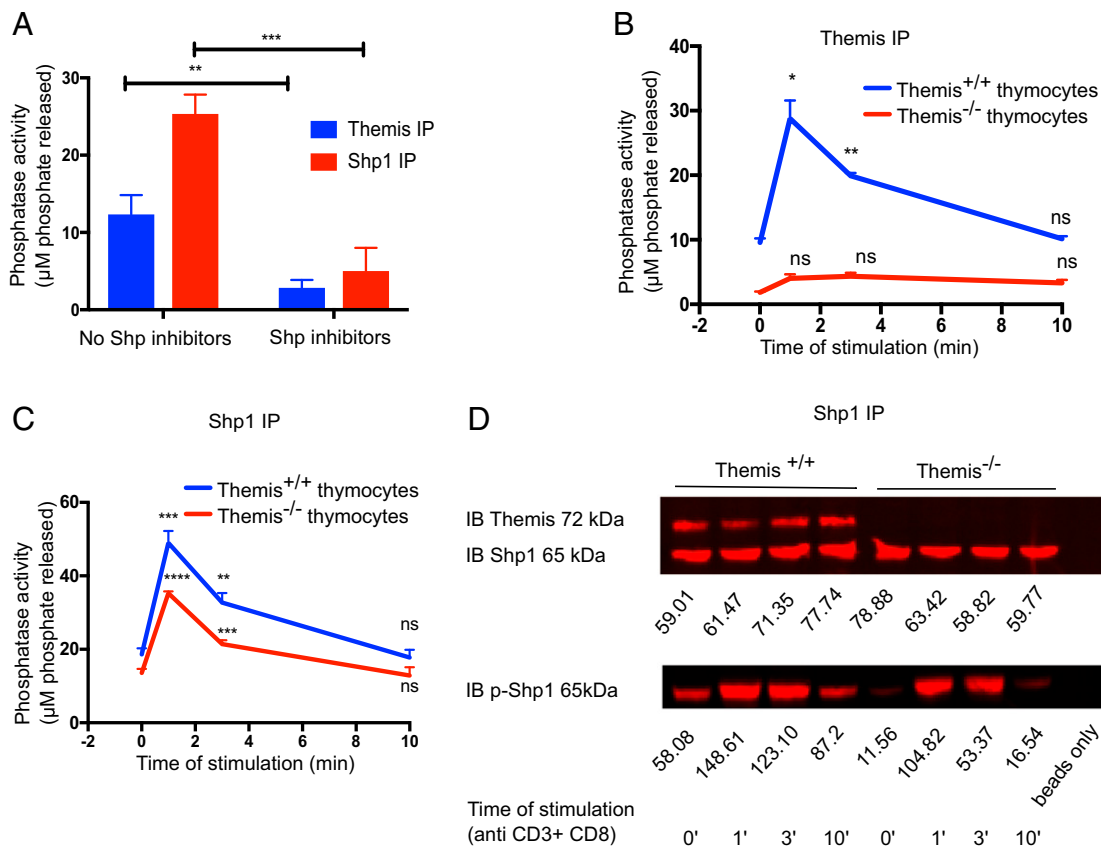 A
***
**
30
20
10
0
Phosphatase activity
(µM phosphate released)
Themis IP
Shp1 IP
No Shp inhibitors
Shp inhibitors
B
Themis IP
40
30
20
10
0
Phosphatase activity
(µM phosphate released)
Themis+/+ thymocytes
Themis-/- thymocytes
*
**
ns
ns
ns
ns
-2 0 2 4 6 8 10
Time of stimulation (min)
C
Shp1 IP
60
40
20
0
Phosphatase activity
(µM phosphate released)
Themis+/+ thymocytes
Themis-/- thymocytes
***
****
**
***
ns
ns
-2 0 2 4 6 8 10
Time of stimulation (min)
D
Shp1 IP
Themis +/+ Themis-/-
IB Themis 72 kDa
IB Shp1 65 kDa
59.01 61.47 71.35 77.74 78.88 63.42 58.82 59.77
IB p-Shp1 65kDa
58.08 148.61 123.10 87.2 11.56 104.82 53.37 16.54 beads only
Time of stimulation
(anti CD3+ CD8) 0' 1' 3' 10' 0' 1' 3' 10'